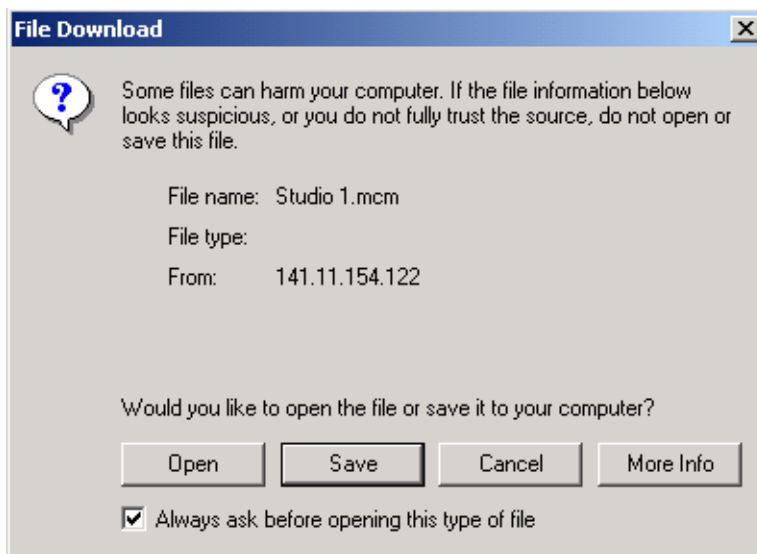 File Download
Some files can harm your computer. If the file information below
looks suspicious, or you do not fully trust the source, do not open or
save this file.
File name: Studio 1.mcm
File type:
From: 141.11.154.122
Would you like to open the file or save it to your computer?
Open Save Cancel More Info
Always ask before opening this type of file